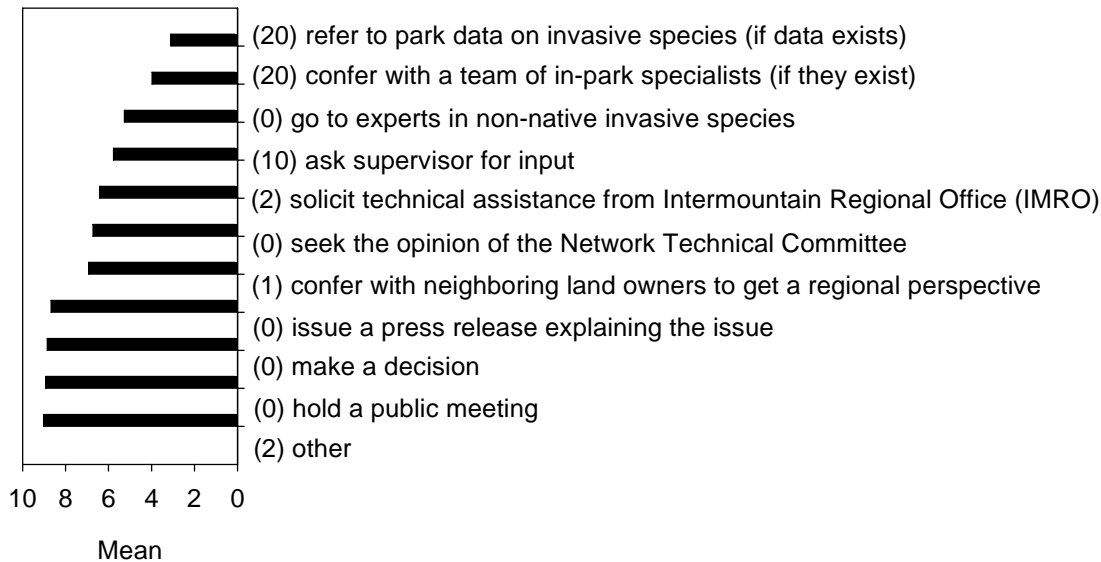 (20) refer to park data on invasive species (if data exists)
(20) confer with a team of in-park specialists (if they exist)
(0) go to experts in non-native invasive species
(10) ask supervisor for input
(2) solicit technical assistance from Intermountain Regional Office (IMRO)
(0) seek the opinion of the Network Technical Committee
(1) confer with neighboring land owners to get a regional perspective
(0) issue a press release explaining the issue
(0) make a decision
(0) hold a public meeting
(2) other
10 8 6 4 2 0
Mean